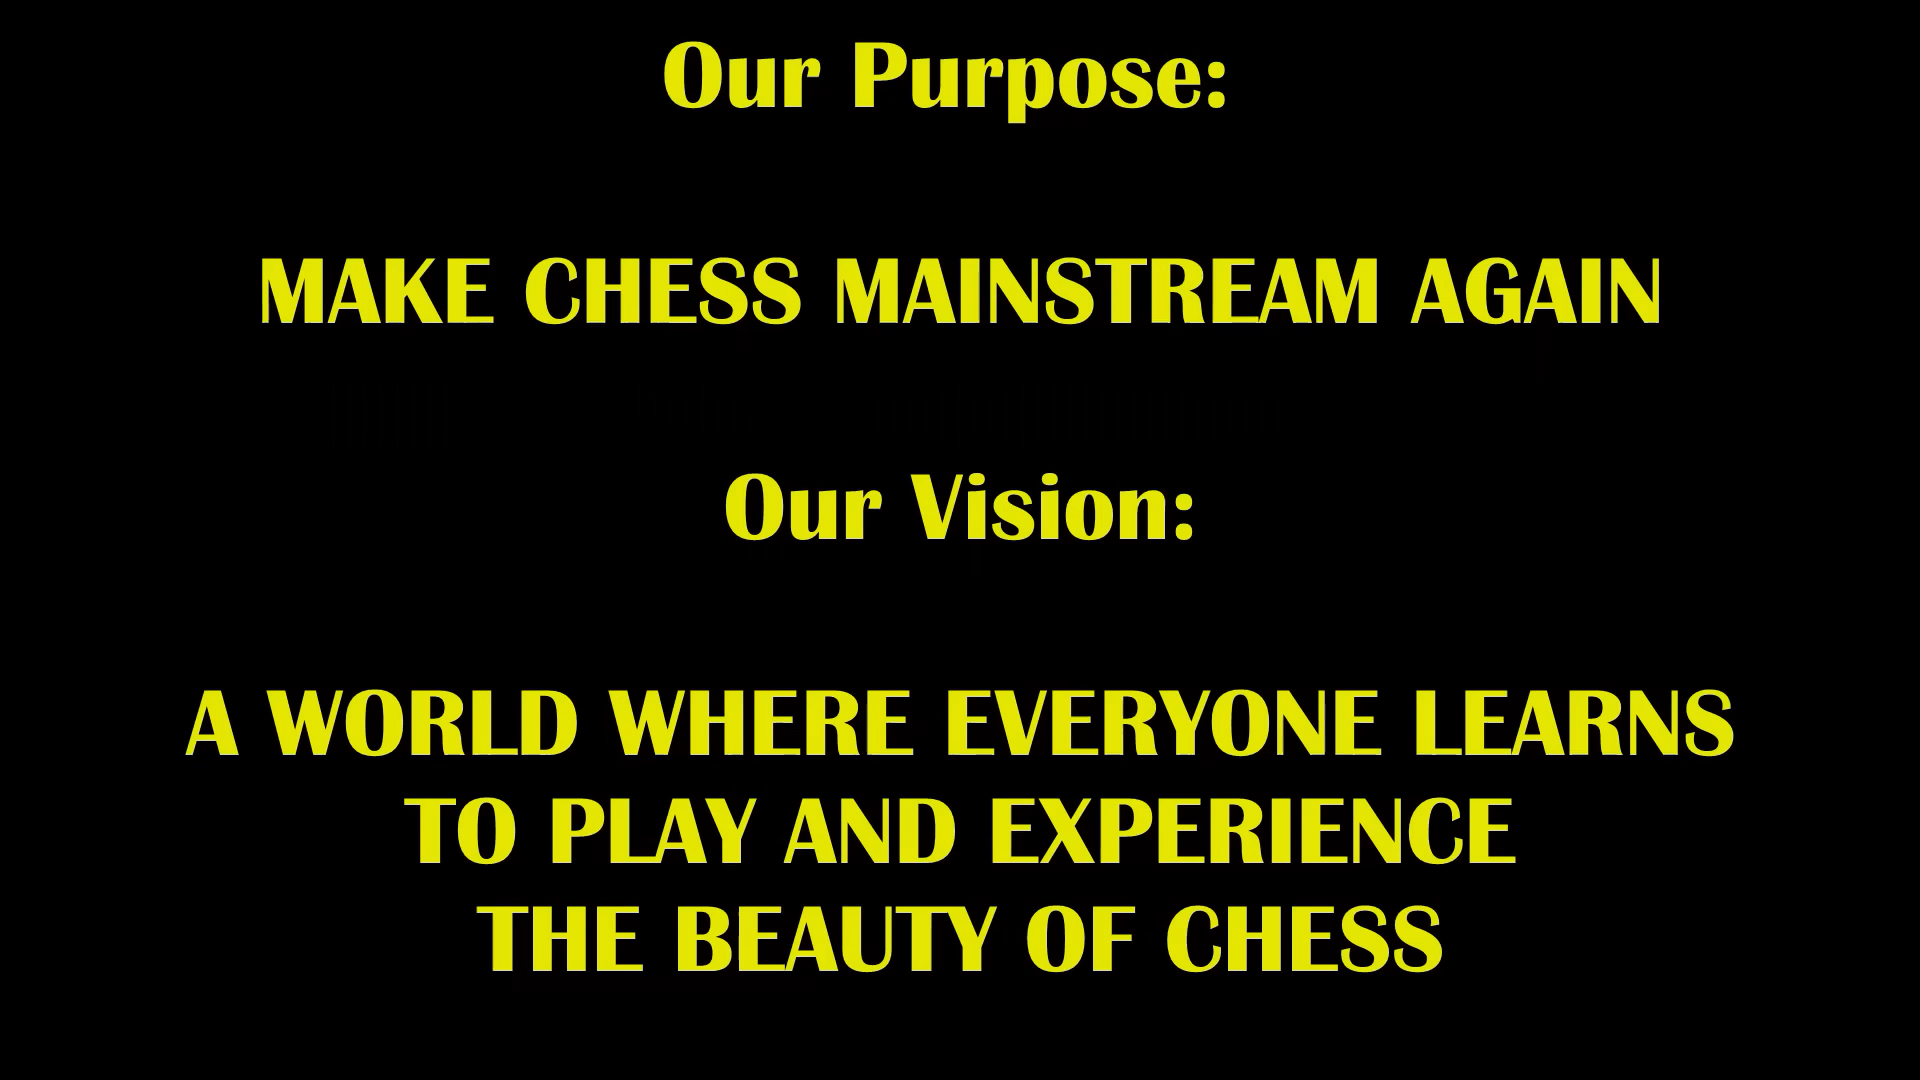 Our Purpose:
MAKE CHESS MAINSTREAM AGAIN
Our Vision:
A WORLD WHERE EVERYONE LEARNS
TO PLAY AND EXPERIENCE
THE BEAUTY OF CHESS